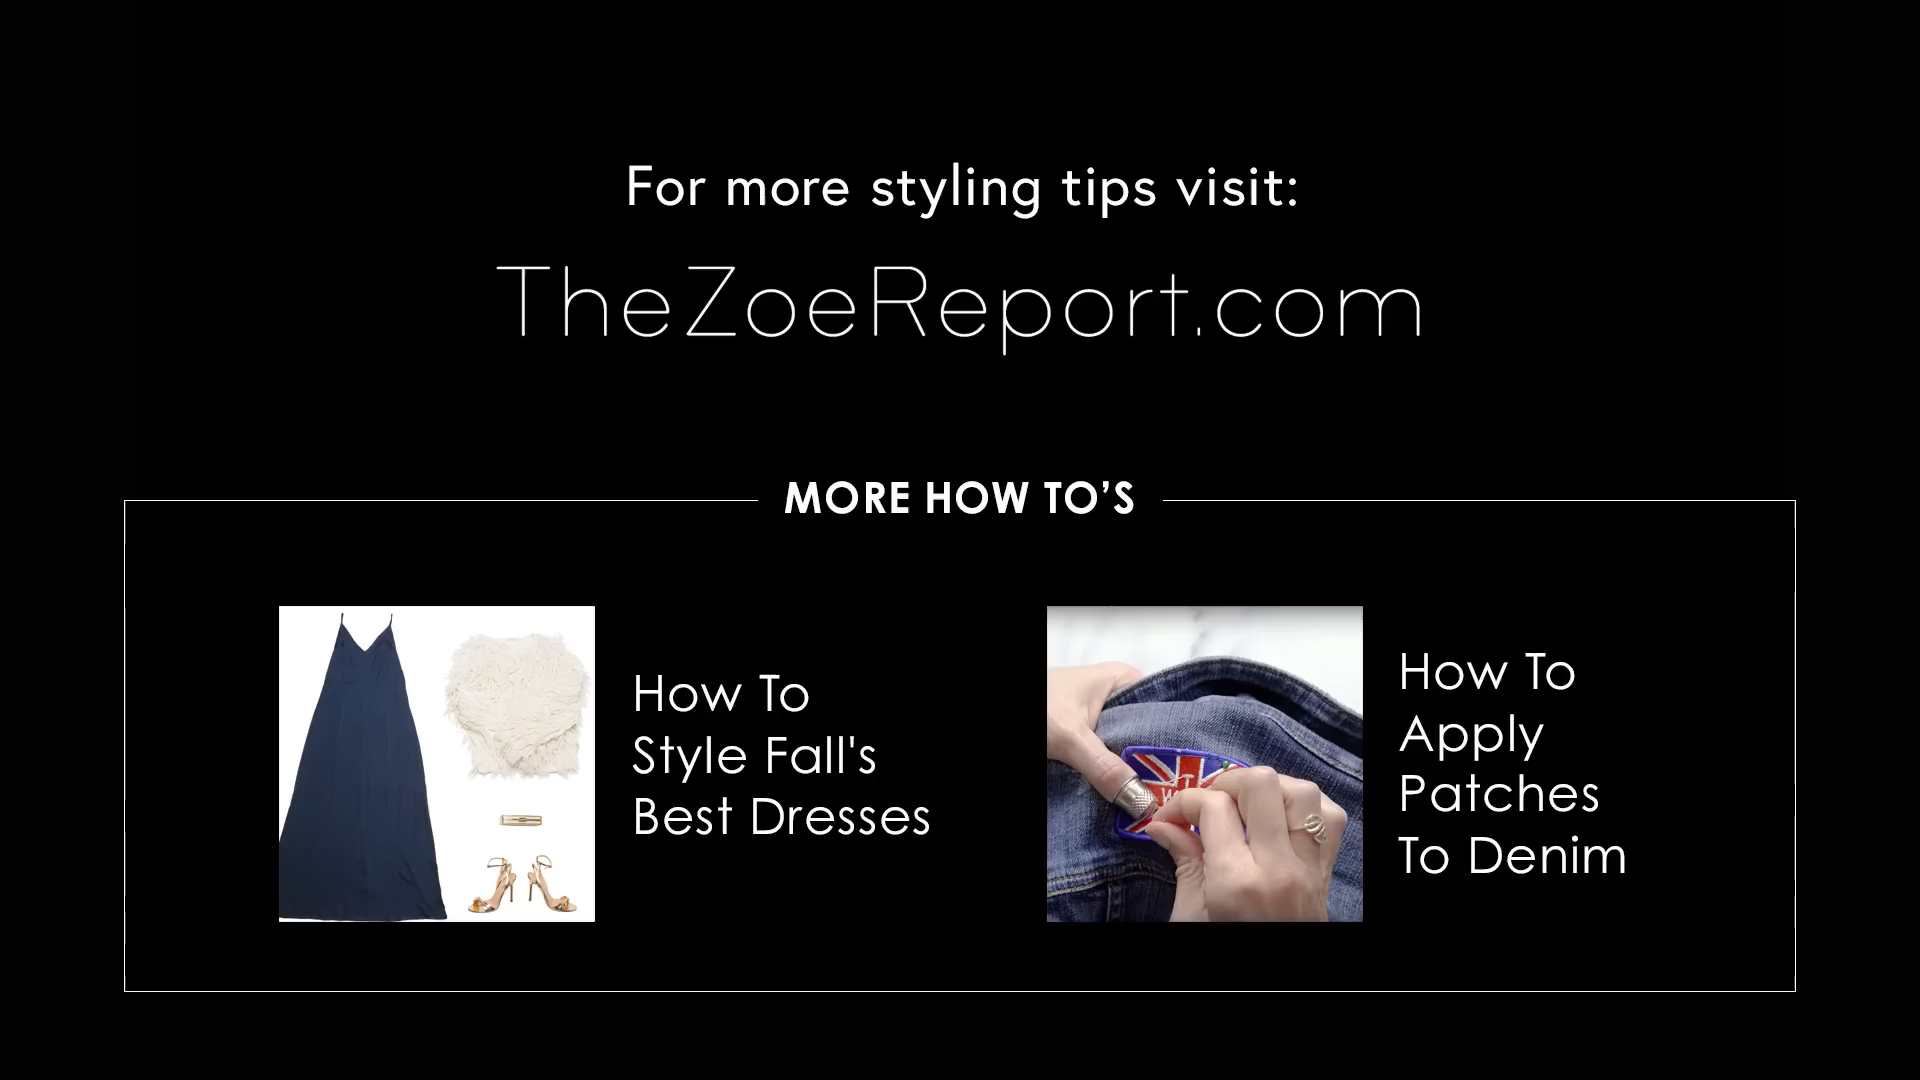 For more styling tips visit:
TheZoeReport.com
MORE HOW TO’S
How To
Style Fall's
Best Dresses
How To
Apply
Patches
To Denim